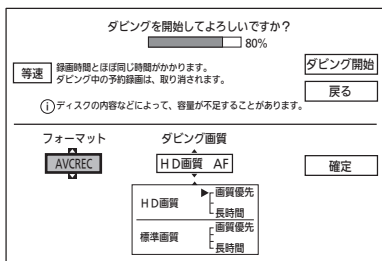 ダビングを開始してよろしいですか？
80%
等速
録画時間とほぼ同じ時間がかかります。
ダビング中の予約録画は、取り消されます。
ダビング開始
戻る
ⓘディスクの内容などによって、容量が不足することがあります。
フォーマット
ダビング画質
AVCREC
HD画質 AF
確定
HD画質
▶画質優先
長時間
標準画質
画質優先
長時間